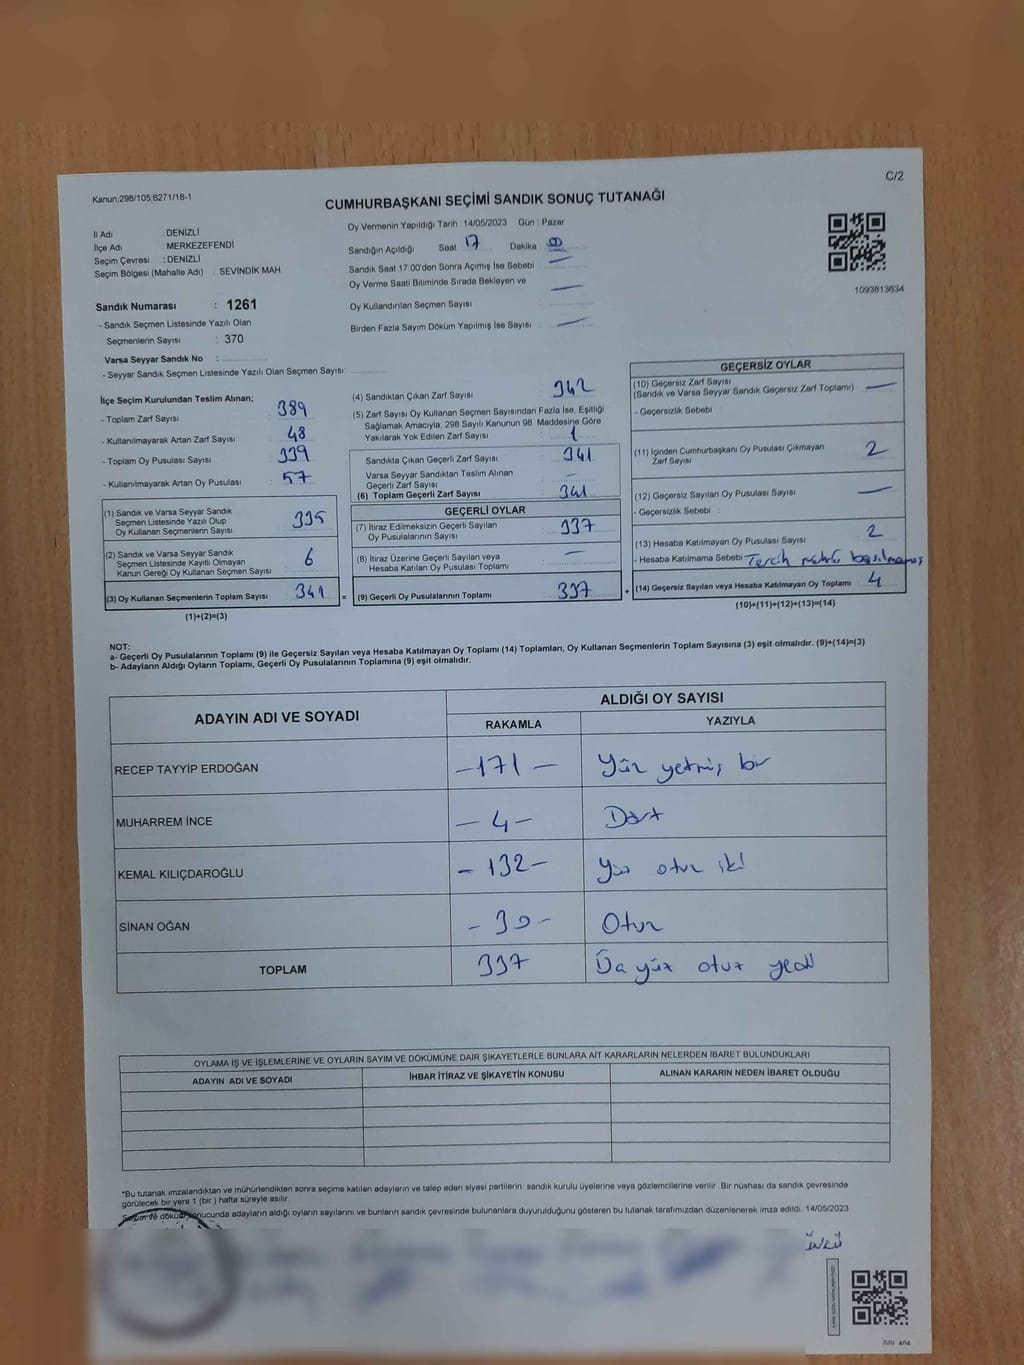 Kanun,298/105,6271/18-1
C/2
CUMHURBAŞKANI SEÇİMİ SANDIK SONUÇ TUTANAĞI
İl Adı : DENİZLİ
İlçe Adı : MERKEZEFENDİ
Seçim Çevresi : DENİZLİ
Seçim Bölgesi (Mahalle Adı) : SEVİNDİK MAH.
Sandık Numarası : 1261
- Sandık Seçmen Listesinde Yazılı Olan
Seçmenlerin Sayısı : 370
Varsa Seyyar Sandık No :
- Seyyar Sandık Seçmen Listesinde Yazılı Olan Seçmen Sayısı:
Oy Vermenin Yapıldığı Tarih : 14/05/2023 Gün : Pazar
Sandığın Açıldığı Saat 17 Dakika
Sandık Saat 17:00'den Sonra Açılmış İse Sebebi : —
Oy Verme Saati Bitiminde Sırada Bekleyen ve
Oy Kullandırılan Seçmen Sayısı : —
Birden Fazla Sayım Döküm Yapılmış İse Sayısı : —
1093813634
İlçe Seçim Kurulundan Teslim Alınan;
- Toplam Zarf Sayısı : 389
- Kullanılmayarak Artan Zarf Sayısı : 48
- Toplam Oy Pusulası Sayısı : 399
- Kullanılmayarak Artan Oy Pusulası : 57
(1) Sandık ve Varsa Seyyar Sandık
Seçmen Listesinde Yazılı Olup
Oy Kullanan Seçmenlerin Sayısı : 335
(2) Sandık ve Varsa Seyyar Sandık
Seçmen Listesinde Kayıtlı Olmayan
Kanun Gereği Oy Kullanan Seçmen Sayısı : 6
(3) Oy Kullanan Seçmenlerin Toplam Sayısı : 341
(1)+(2)=(3)
(4) Sandıktan Çıkan Zarf Sayısı : 342
(5) Zarf Sayısı Oy Kullanan Seçmen Sayısından Fazla İse, Eşitliği
Sağlamak Amacıyla, 298 Sayılı Kanunun 98. Maddesine Göre
Yakılarak Yok Edilen Zarf Sayısı : 1
Sandıkta Çıkan Geçerli Zarf Sayısı : 341
Varsa Seyyar Sandıktan Teslim Alınan
Geçerli Zarf Sayısı :
(6) Toplam Geçerli Zarf Sayısı : 341
GEÇERLİ OYLAR
(7) İtiraz Edilmeksizin Geçerli Sayılan
Oy Pusulalarının Sayısı : 337
(8) İtiraz Üzerine Geçerli Sayılan veya
Hesaba Katılan Oy Pusulası Toplamı : —
= (9) Geçerli Oy Pusulalarının Toplamı : 337 +
GEÇERSİZ OYLAR
(10) Geçersiz Zarf Sayısı
(Sandık ve Varsa Seyyar Sandık Geçersiz Zarf Toplamı) : —
- Geçersizlik Sebebi :
(11) İçinden Cumhurbaşkanı Oy Pusulası Çıkmayan
Zarf Sayısı : 2
(12) Geçersiz Sayılan Oy Pusulası Sayısı : —
- Geçersizlik Sebebi :
(13) Hesaba Katılmayan Oy Pusulası Sayısı : 2
- Hesaba Katılmama Sebebi : Tercih mührü basılmamış
(14) Geçersiz Sayılan veya Hesaba Katılmayan Oy Toplamı : 4
(10)+(11)+(12)+(13)=(14)
NOT:
a- Geçerli Oy Pusulalarının Toplamı (9) ile Geçersiz Sayılan veya Hesaba Katılmayan Oy Toplamı (14) Toplamları, Oy Kullanan Seçmenlerin Toplam Sayısına (3) eşit olmalıdır. (9)+(14)=(3)
b- Adayların Aldığı Oyların Toplamı, Geçerli Oy Pusulalarının Toplamına (9) eşit olmalıdır.
ADAYIN ADI VE SOYADI
ALDIĞI OY SAYISI
RAKAMLA YAZIYLA
RECEP TAYYİP ERDOĞAN -171- Yüz yetmiş bir
MUHARREM İNCE -4- Dört
KEMAL KILIÇDAROĞLU -132- Yüz otuz iki
SİNAN OĞAN -30- Otuz
TOPLAM 337 Üç yüz otuz yedi
OYLAMA İŞ VE İŞLEMLERİNE VE OYLARIN SAYIM VE DÖKÜMÜNE DAİR ŞİKAYETLERLE BUNLARA AİT KARARLARIN NELERDEN İBARET BULUNDUKLARI
ADAYIN ADI VE SOYADI İHBAR İTİRAZ VE ŞİKAYETİN KONUSU ALINAN KARARIN NEDEN İBARET OLDUĞU
*Bu tutanak imzalandıktan ve mühürlendikten sonra seçime katılan adayların ve talep eden siyasi partilerin sandık kurulu üyelerine veya gözlemcilerine verilir. Bir nüshası da sandık çevresinde
görülecek bir yere 1 (bir) hafta süreyle asılır.
Sayım ve döküm sonucunda adayların aldığı oyların sayılarını ve bunların sandık çevresinde bulunanlara duyurulduğunu gösteren bu tutanak tarafımızdan düzenlenerek imza edildi. 14/05/2023